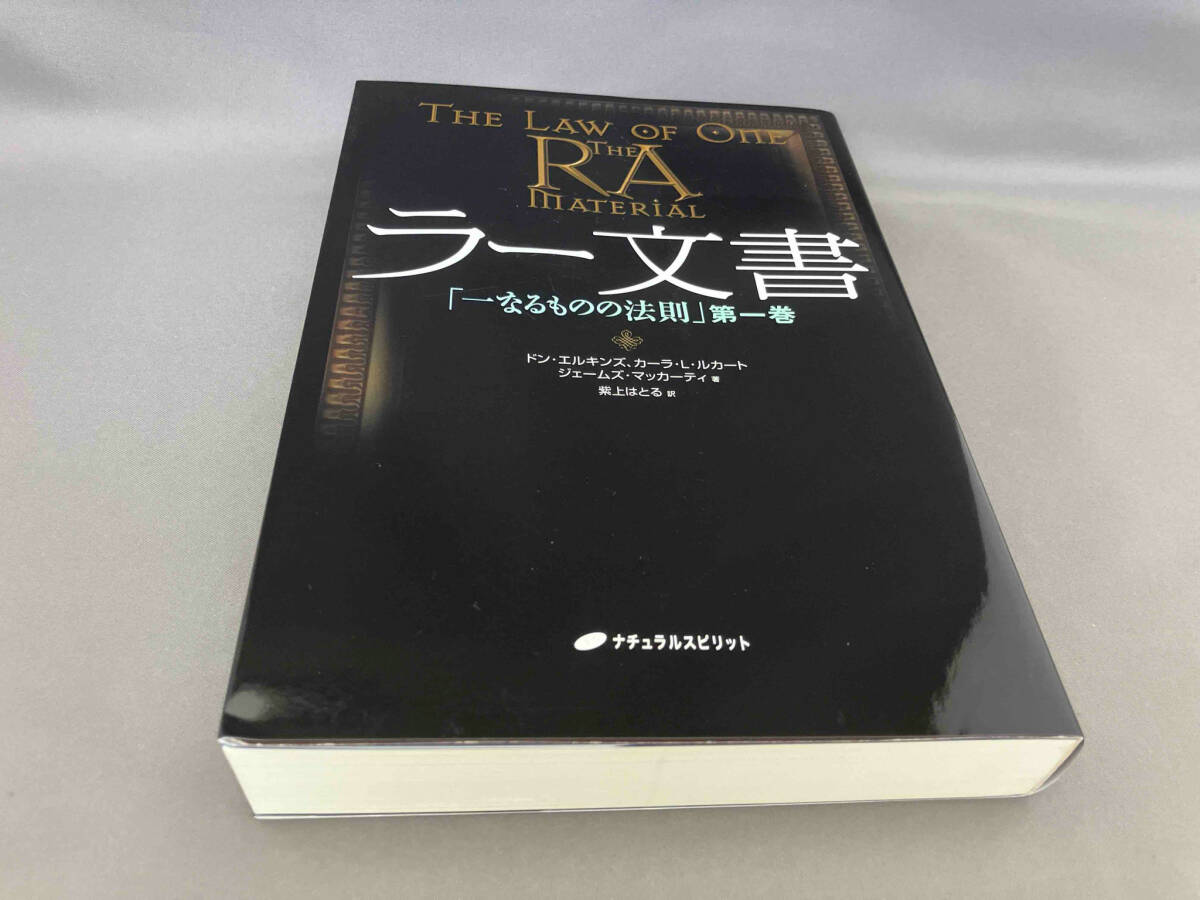 THE LAW OF ONE
THE
RA
MATERIAL
ラー文書
「一なるものの法則」第一巻
ドン・エルキンズ、カーラ・L・ルカート
ジェームズ・マッカーティ 著
紫上はとる 訳
ナチュラルスピリット